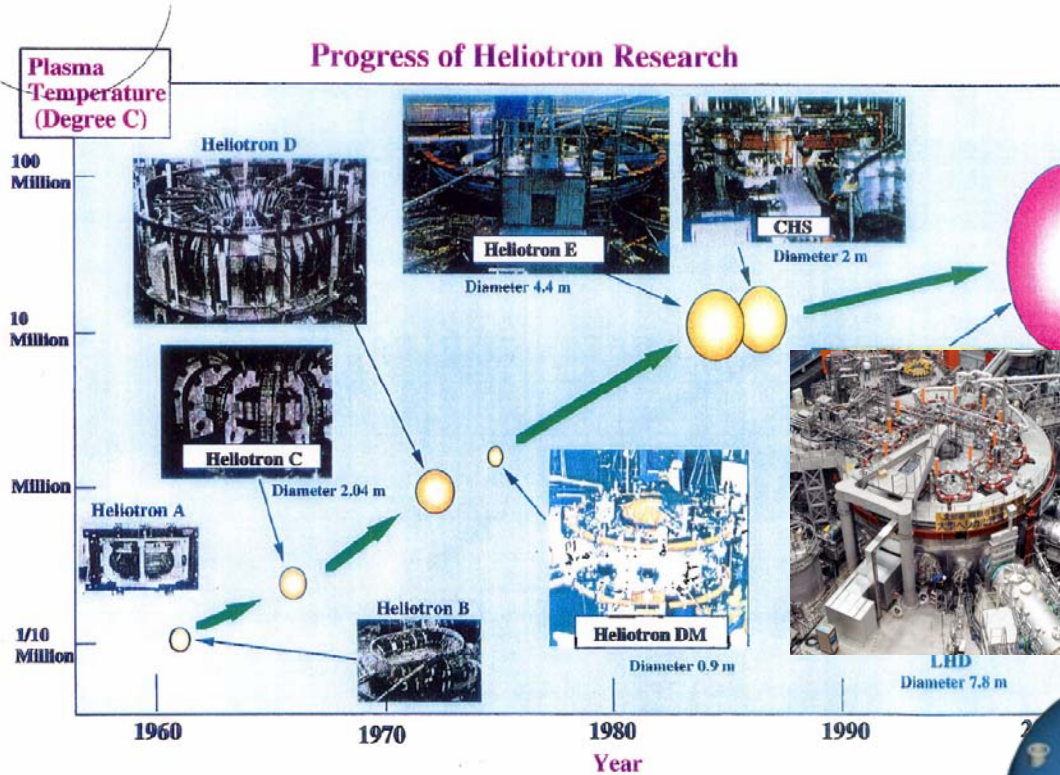 Progress of Heliotron Research
Plasma
Temperature
(Degree C)
100
Million
Heliotron D
Heliotron E
Diameter 4.4 m
CHS
Diameter 2 m
10
Million
Heliotron C
Diameter 2.04 m
Million
Heliotron A
Heliotron B
Heliotron DM
Diameter 0.9 m
1/10
Million
LHD
Diameter 7.8 m
1960
1970
1980
1990
2
Year